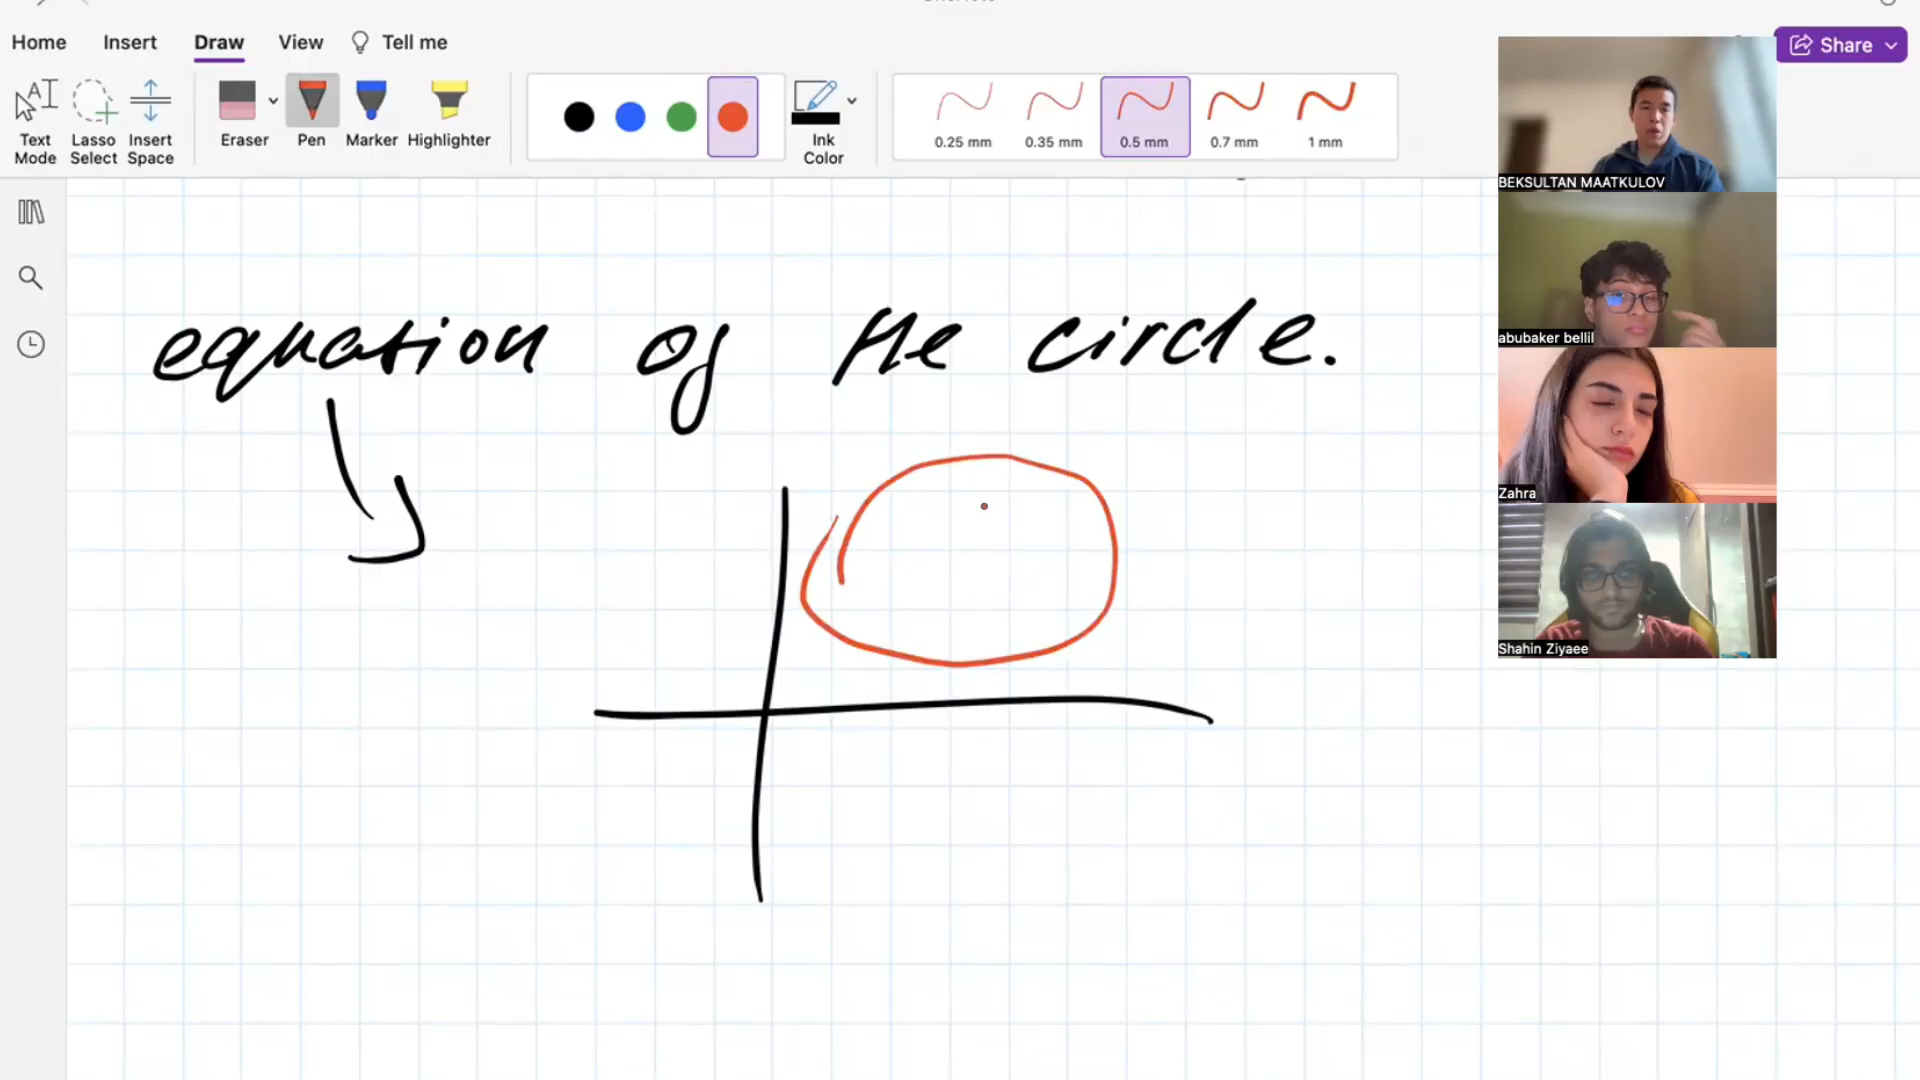 Home Insert Draw View Tell me
Share
Text Mode
Lasso Select
Insert Space
Eraser
Pen
Marker
Highlighter
Ink Color
0.25 mm
0.35 mm
0.5 mm
0.7 mm
1 mm
BEKSULTAN MAATKULOV
abubaker bellil
Zahra
Shahin Ziyaee
equation of the circle.